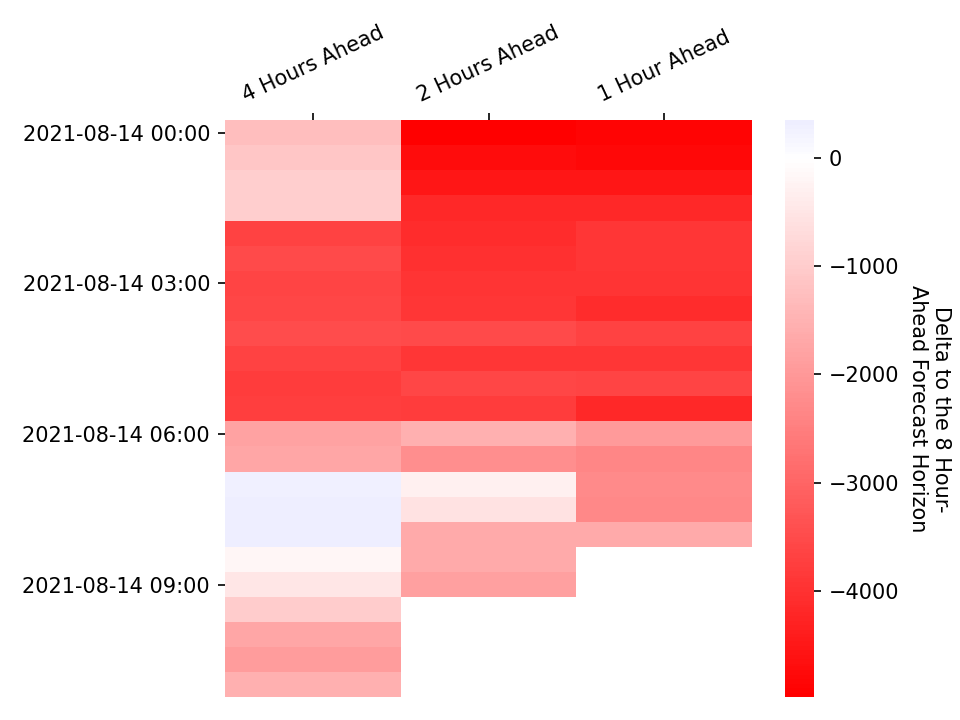 4 Hours Ahead
2 Hours Ahead
1 Hour Ahead
2021-08-14 00:00
2021-08-14 03:00
2021-08-14 06:00
2021-08-14 09:00
0
−1000
−2000
−3000
−4000
Delta to the 8 Hour-
Ahead Forecast Horizon